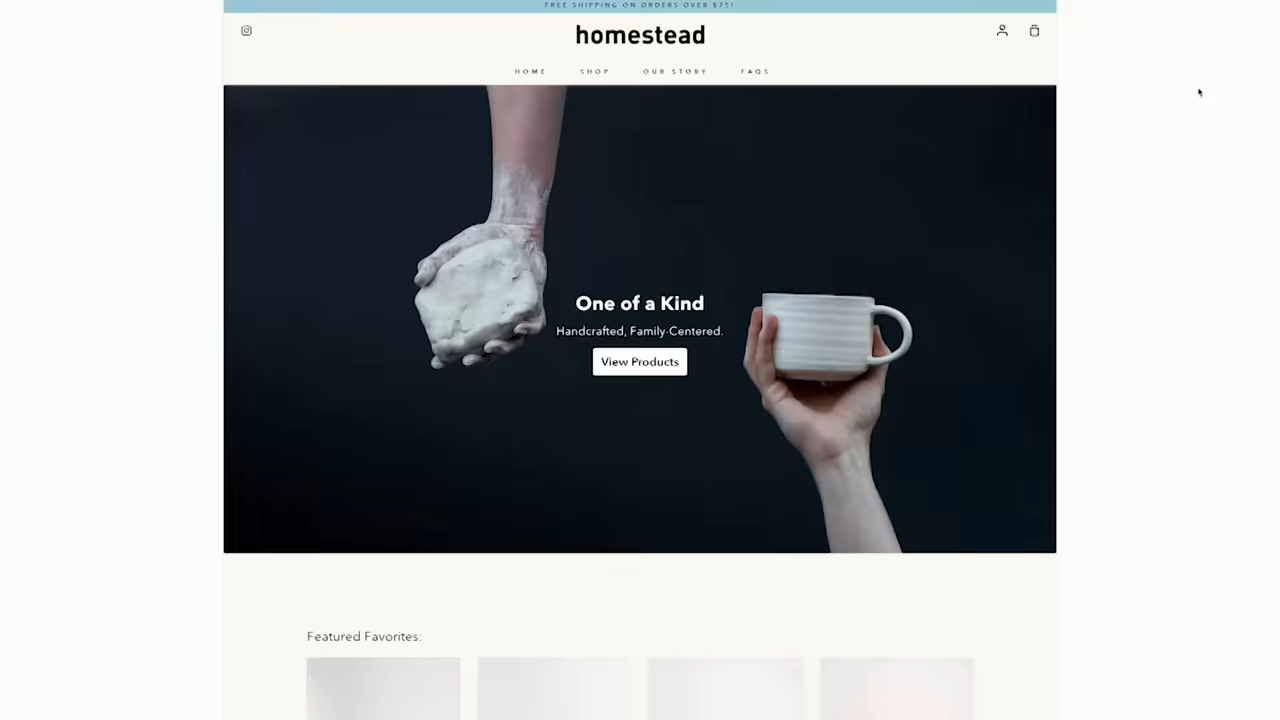 FREE SHIPPING ON ORDERS OVER $75!
homestead
HOME SHOP OUR STORY FAQS
One of a Kind
Handcrafted, Family-Centered.
View Products
Featured Favorites: